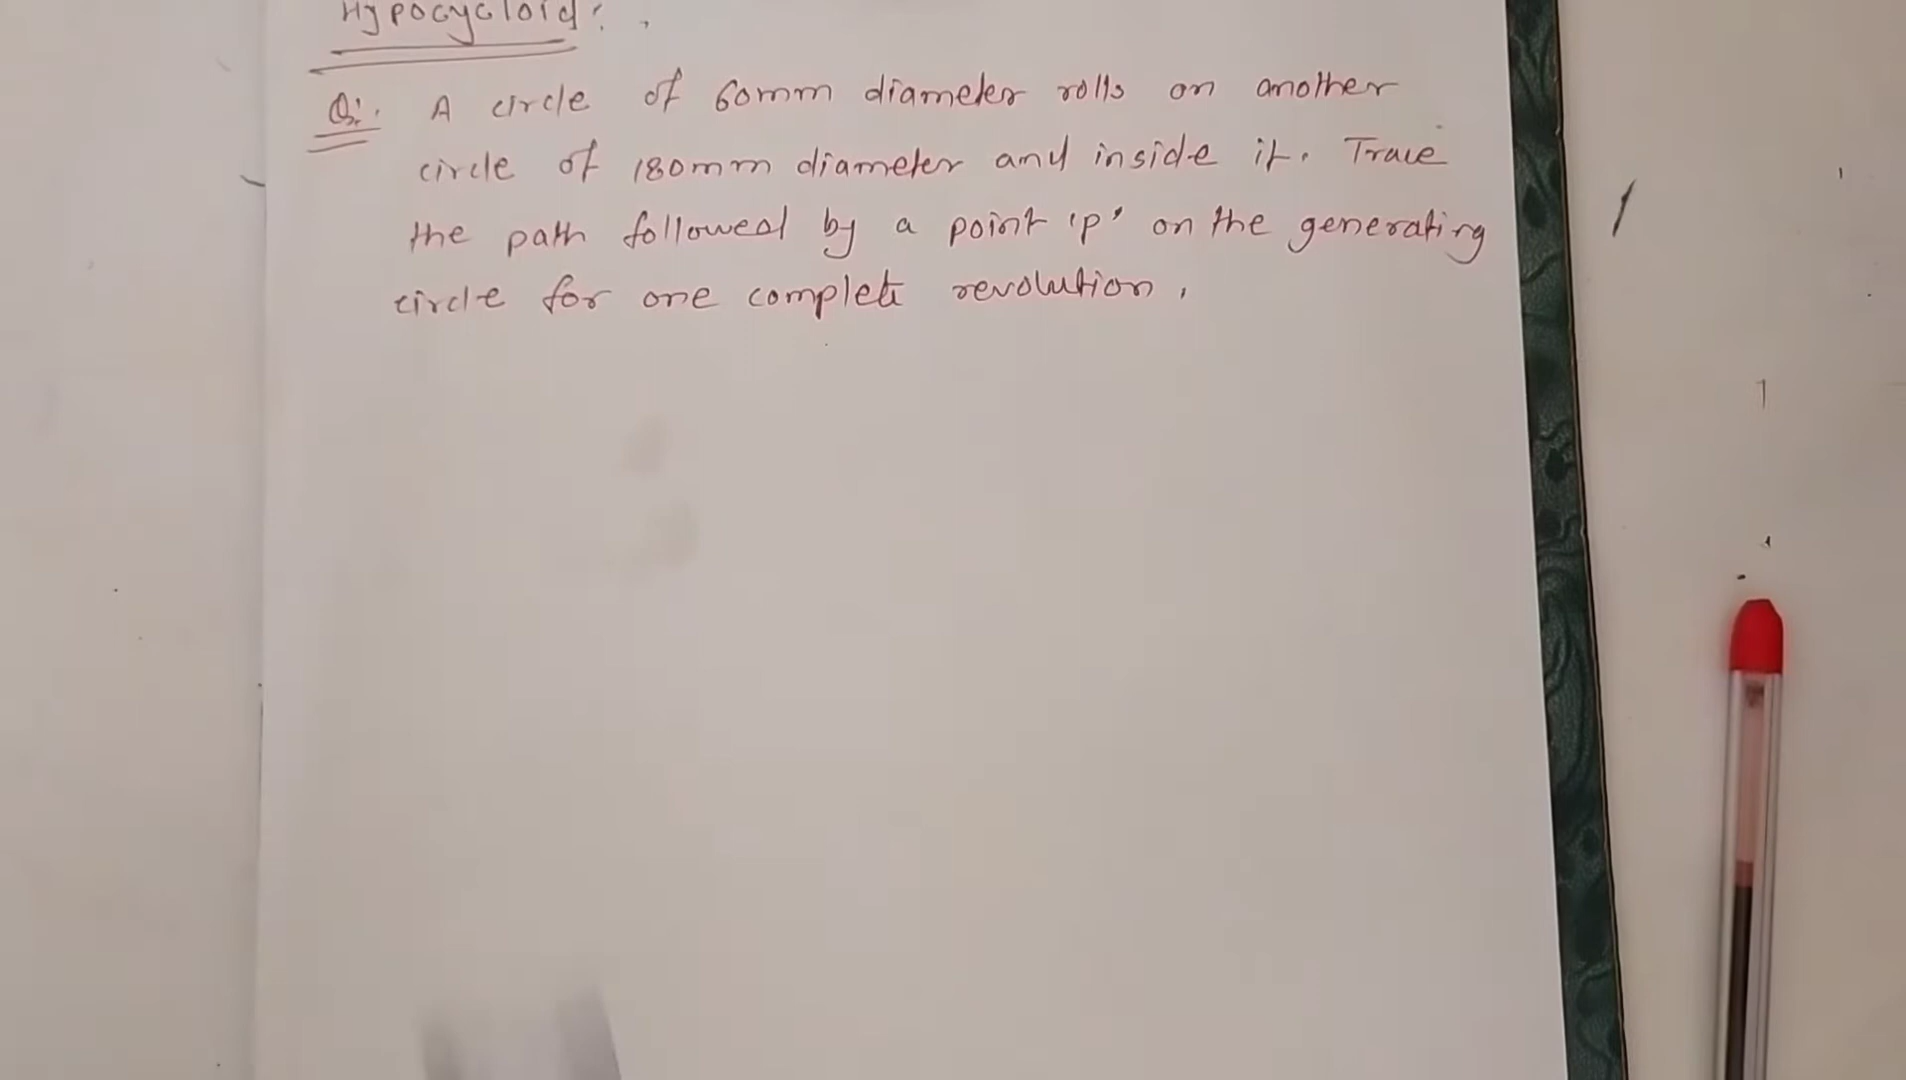 Hypocycloid:
Q:. A circle of 60mm diameter rolls on another
circle of 180mm diameter and inside it. Trace
the path followed by a point 'p' on the generating
circle for one complete revolution.